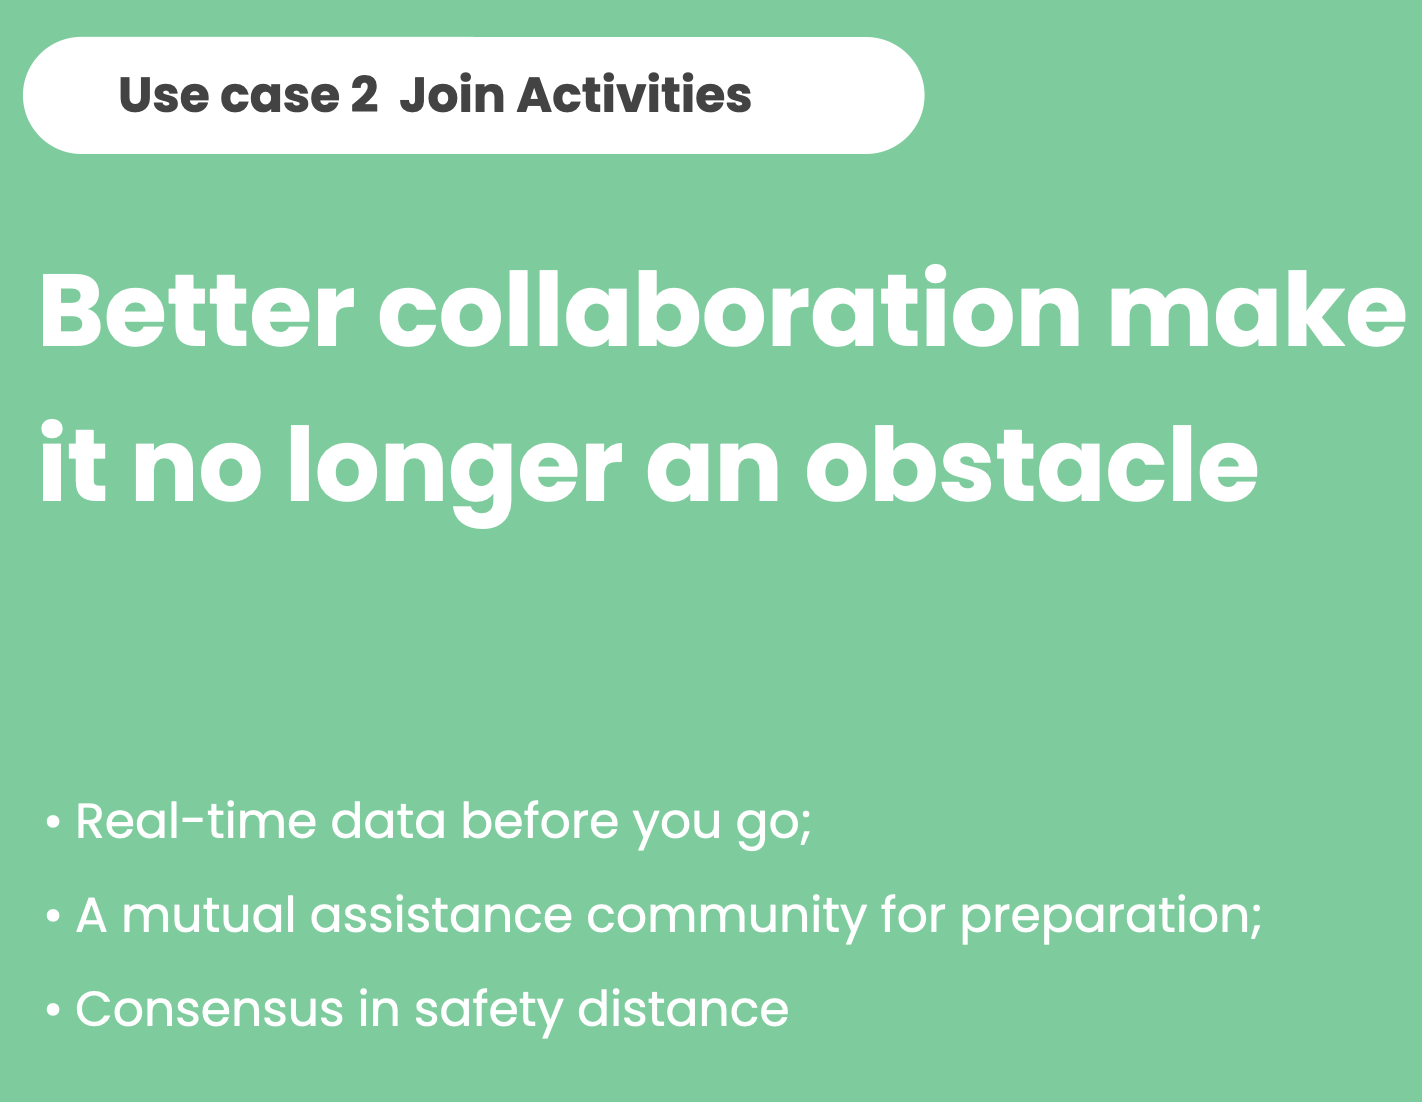 Use case 2  Join Activities
Better collaboration make
it no longer an obstacle
• Real-time data before you go;
• A mutual assistance community for preparation;
• Consensus in safety distance